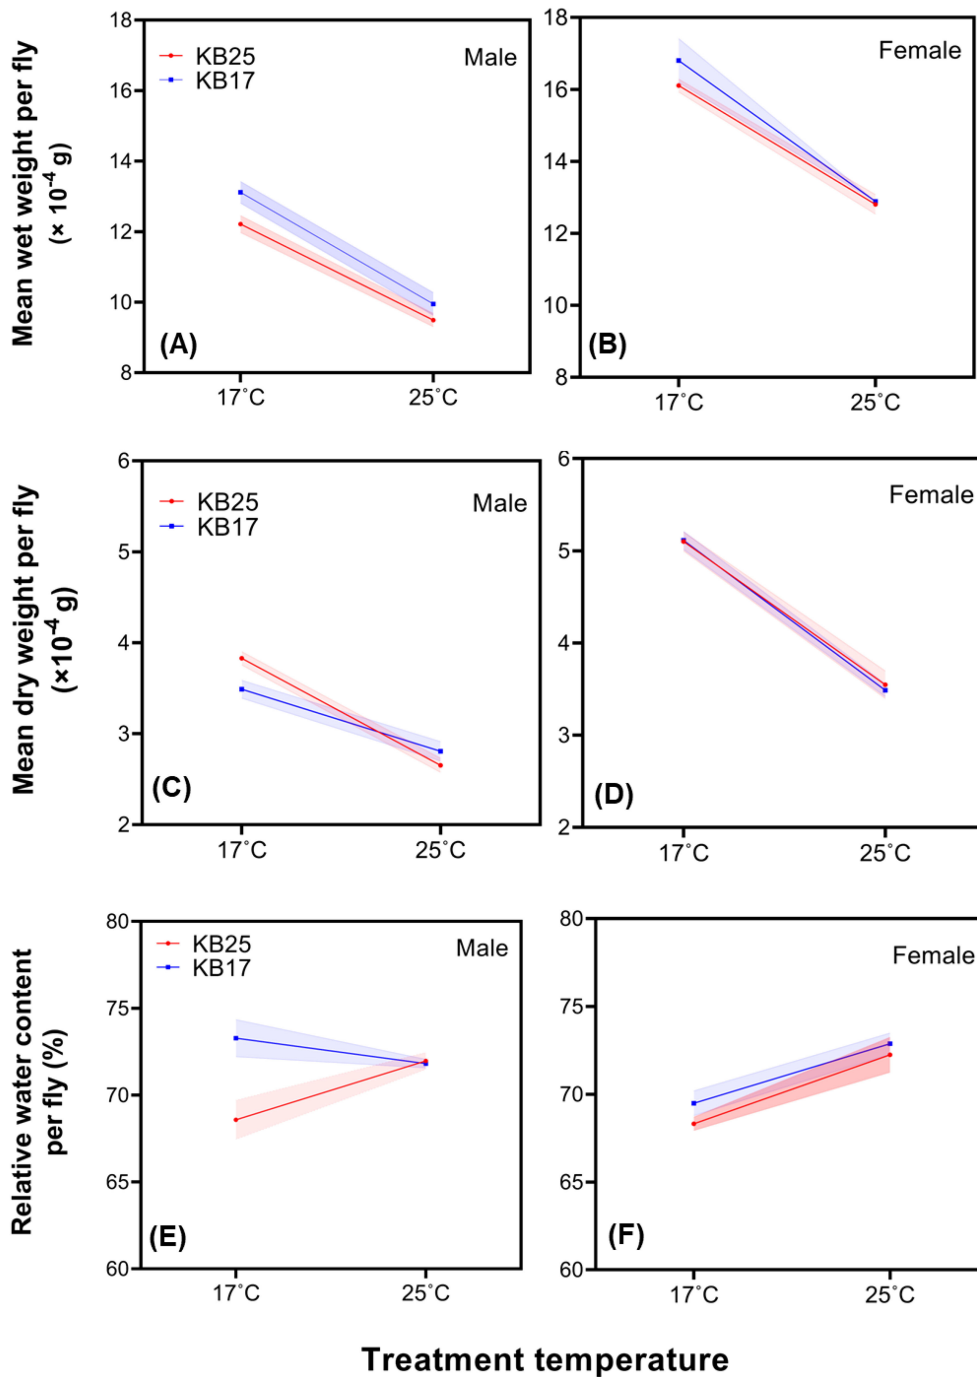 Mean wet weight per fly
(× 10⁻⁴ g)
18
16
14
12
10
8
KB25
KB17
Male
(A)
17°C
25°C
18
16
14
12
10
8
Female
(B)
17°C
25°C
Mean dry weight per fly
(×10⁻⁴ g)
6
5
4
3
2
KB25
KB17
Male
(C)
17°C
25°C
6
5
4
3
2
Female
(D)
17°C
25°C
Relative water content
per fly (%)
80
75
70
65
60
KB25
KB17
Male
(E)
17°C
25°C
80
75
70
65
60
Female
(F)
17°C
25°C
Treatment temperature